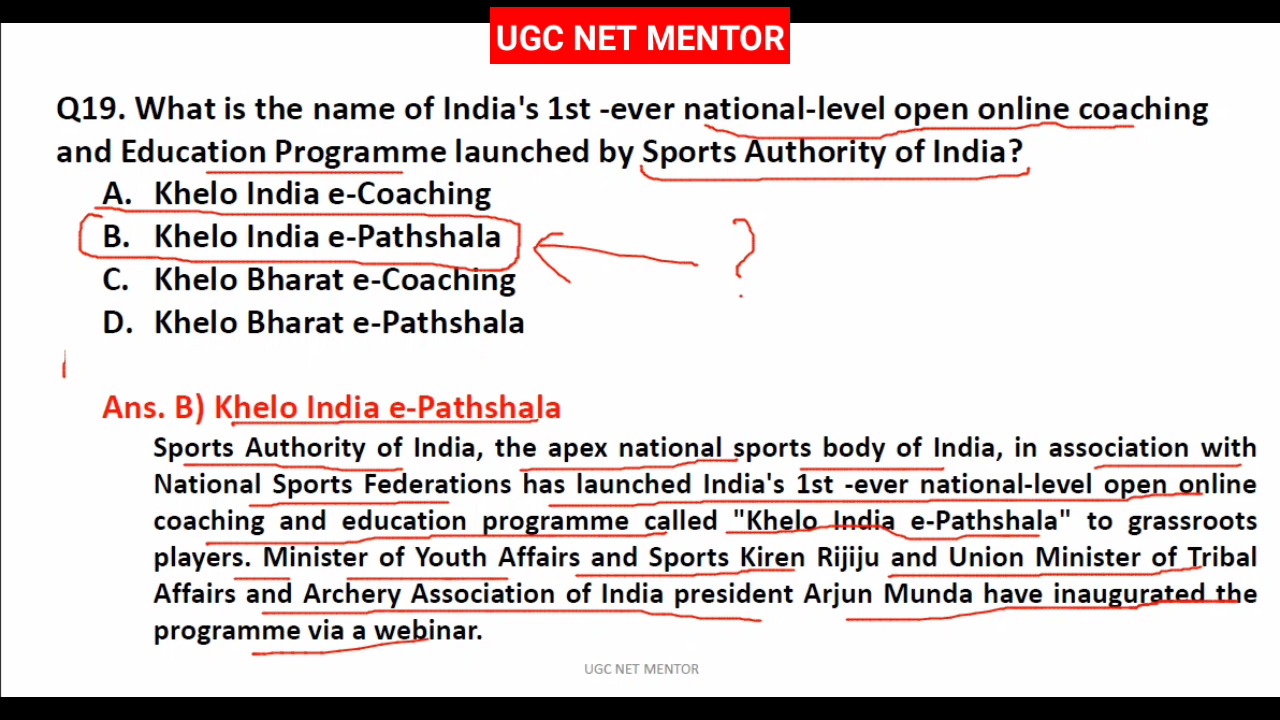 UGC NET MENTOR
Q19. What is the name of India's 1st -ever national-level open online coaching
and Education Programme launched by Sports Authority of India?
A. Khelo India e-Coaching
B. Khelo India e-Pathshala
?
C. Khelo Bharat e-Coaching
D. Khelo Bharat e-Pathshala
Ans. B) Khelo India e-Pathshala
Sports Authority of India, the apex national sports body of India, in association with
National Sports Federations has launched India's 1st -ever national-level open online
coaching and education programme called "Khelo India e-Pathshala" to grassroots
players. Minister of Youth Affairs and Sports Kiren Rijiju and Union Minister of Tribal
Affairs and Archery Association of India president Arjun Munda have inaugurated the
programme via a webinar.
UGC NET MENTOR